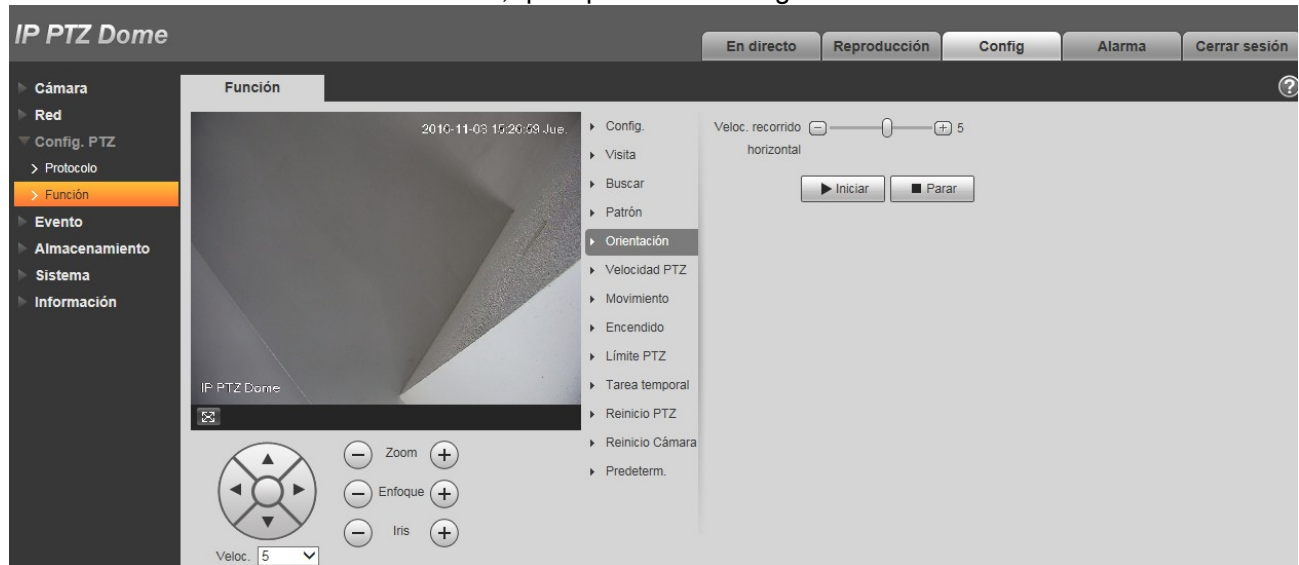 IP PTZ Dome
En directo
Reproducción
Config
Alarma
Cerrar sesión
?
Cámara
Red
Config. PTZ
Protocolo
Función
Evento
Almacenamiento
Sistema
Información
Función
2010-11-03 15:20:59 Jue.
IP PTZ Dome
Zoom
Enfoque
Iris
Veloc. 5
Config.
Visita
Buscar
Patrón
Orientación
Velocidad PTZ
Movimiento
Encendido
Límite PTZ
Tarea temporal
Reinicio PTZ
Reinicio Cámara
Predeterm.
Veloc. recorrido 5
horizontal
Iniciar
Parar